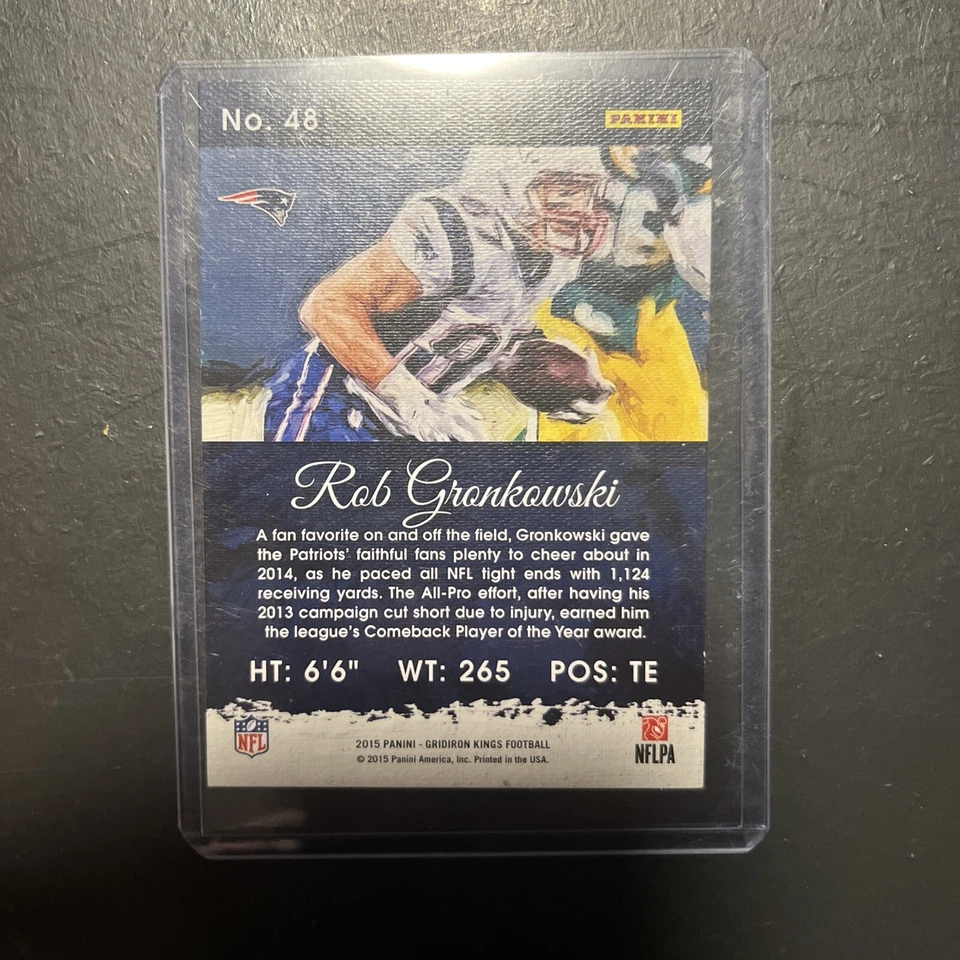 No. 48
PANINI
Rob Gronkowski
A fan favorite on and off the field, Gronkowski gave
the Patriots' faithful fans plenty to cheer about in
2014, as he paced all NFL tight ends with 1,124
receiving yards. The All-Pro effort, after having his
2013 campaign cut short due to injury, earned him
the league's Comeback Player of the Year award.
HT: 6'6" WT: 265 POS: TE
NFL
2015 PANINI - GRIDIRON KINGS FOOTBALL
© 2015 Panini America, Inc. Printed in the USA.
NFLPA